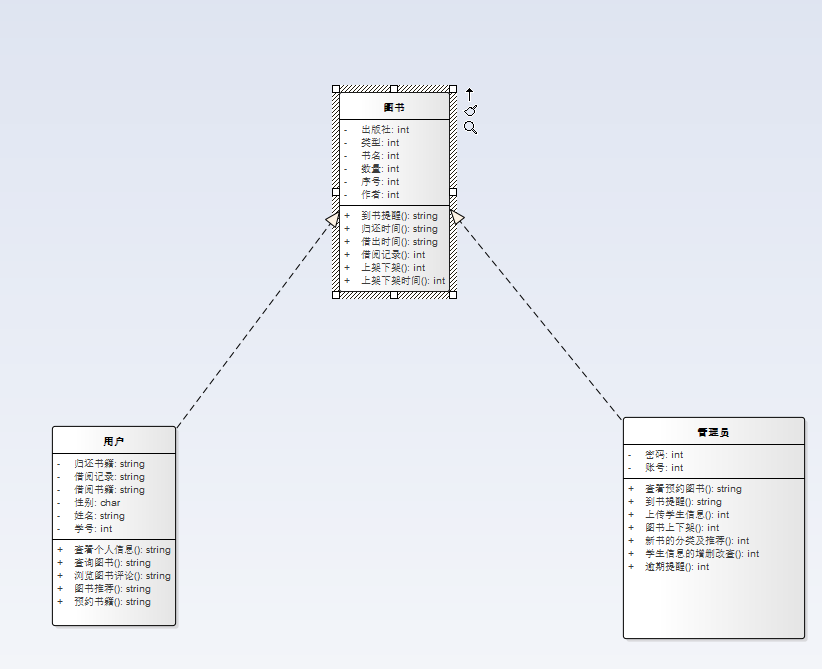 图书
- 出版社: int
- 类型: int
- 书名: int
- 数量: int
- 序号: int
- 作者: int
+ 到书提醒(): string
+ 归还时间(): string
+ 借出时间(): string
+ 借阅记录(): int
+ 上架下架(): int
+ 上架下架时间(): int
用户
- 归还书籍: string
- 借阅记录: string
- 借阅书籍: string
- 性别: char
- 姓名: string
- 学号: int
+ 查看个人信息(): string
+ 查询图书(): string
+ 浏览图书评论(): string
+ 图书推荐(): string
+ 预约书籍(): string
管理员
- 密码: int
- 账号: int
+ 查看预约图书(): string
+ 到书提醒(): string
+ 上传学生信息(): int
+ 图书上下架(): int
+ 新书的分类及推荐(): int
+ 学生信息的增删改查(): int
+ 逾期提醒(): int